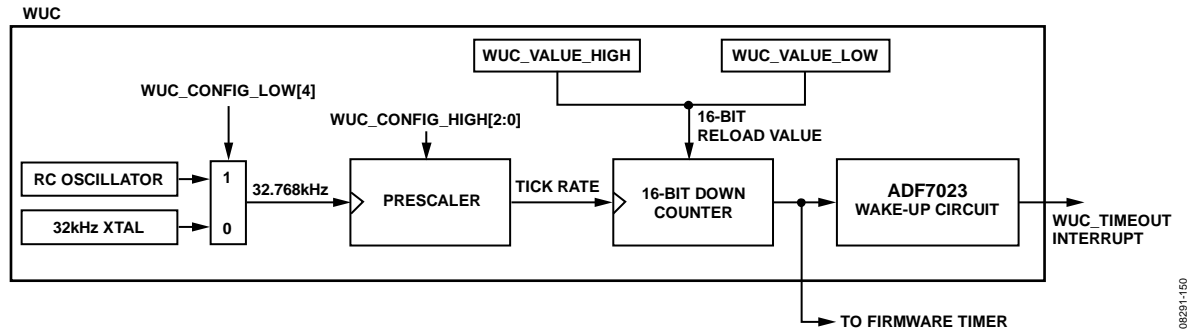 WUC
WUC_VALUE_HIGH
WUC_VALUE_LOW
WUC_CONFIG_LOW[4]
WUC_CONFIG_HIGH[2:0]
16-BIT
RELOAD VALUE
RC OSCILLATOR
32kHz XTAL
1
0
32.768kHz
PRESCALER
TICK RATE
16-BIT DOWN
COUNTER
ADF7023
WAKE-UP CIRCUIT
WUC_TIMEOUT
INTERRUPT
TO FIRMWARE TIMER
08291-150